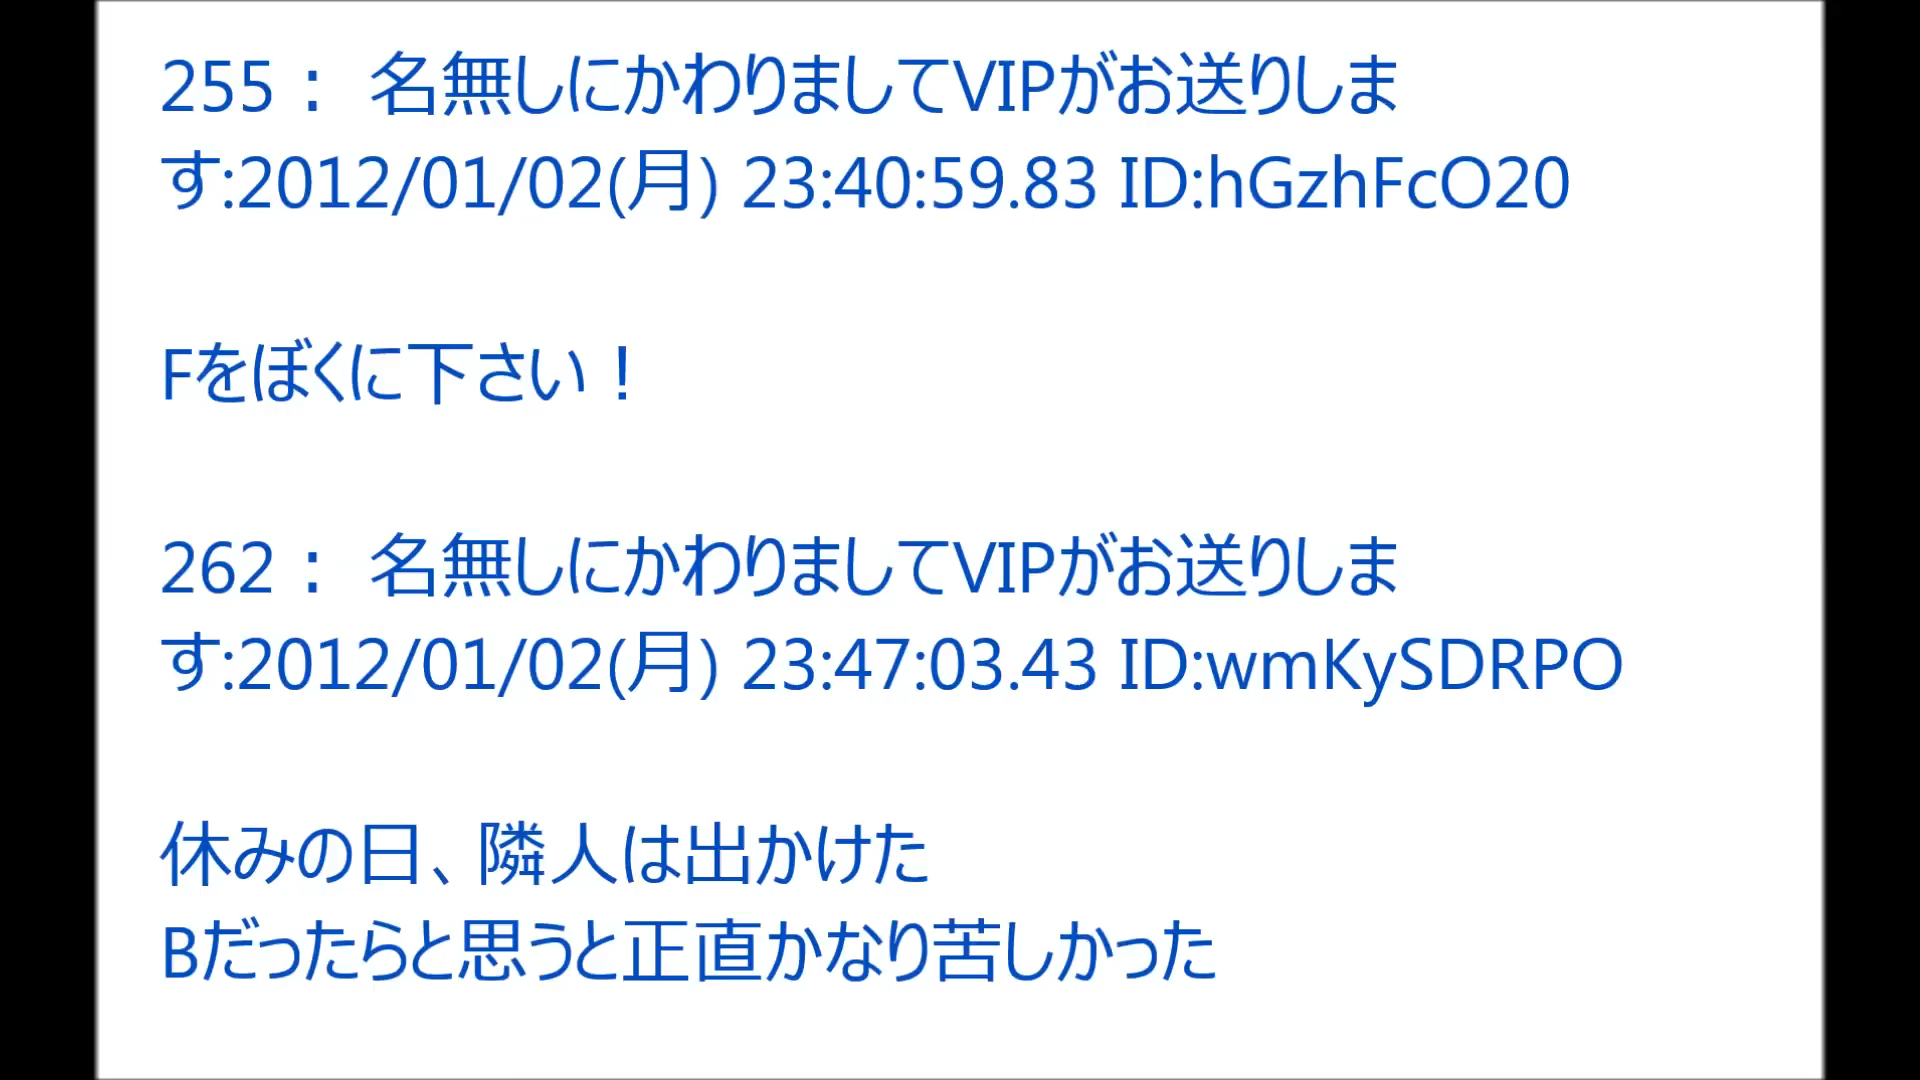 255： 名無しにかわりましてVIPがお送りしま
す:2012/01/02(月) 23:40:59.83 ID:hGzhFcO20
Fをぼくに下さい！
262： 名無しにかわりましてVIPがお送りしま
す:2012/01/02(月) 23:47:03.43 ID:wmKySDRPO
休みの日、隣人は出かけた
Bだったらと思うと正直かなり苦しかった